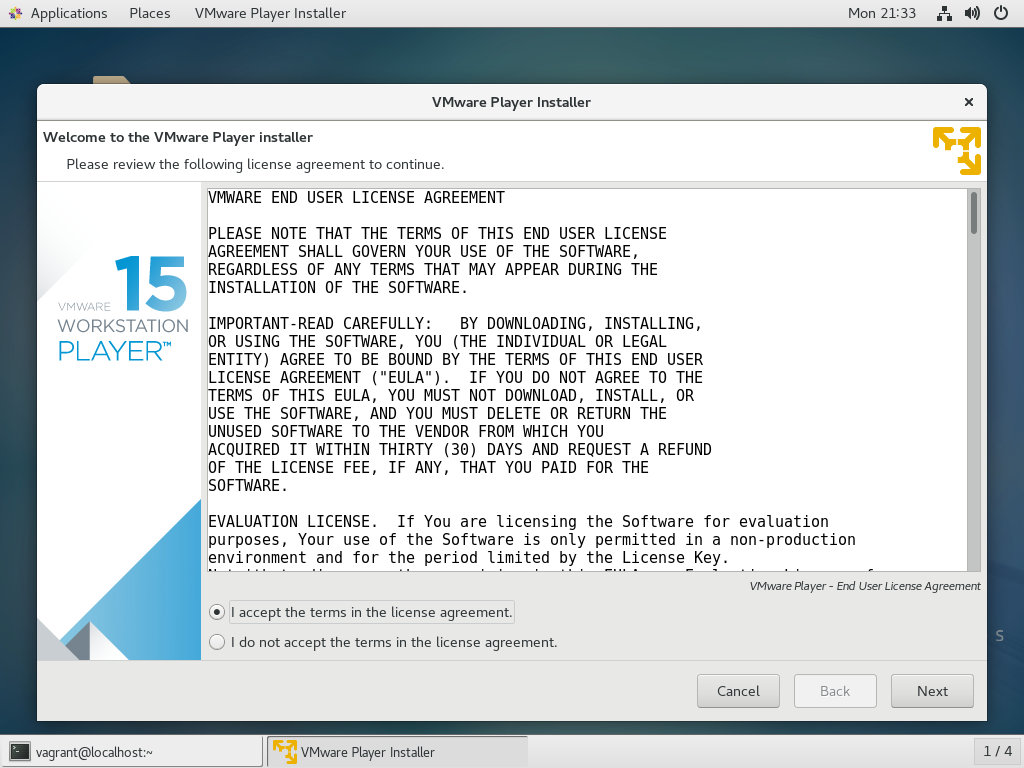 Applications Places VMware Player Installer Mon 21:33
VMware Player Installer
Welcome to the VMware Player installer
Please review the following license agreement to continue.
VMWARE END USER LICENSE AGREEMENT
PLEASE NOTE THAT THE TERMS OF THIS END USER LICENSE
AGREEMENT SHALL GOVERN YOUR USE OF THE SOFTWARE,
REGARDLESS OF ANY TERMS THAT MAY APPEAR DURING THE
INSTALLATION OF THE SOFTWARE.
IMPORTANT-READ CAREFULLY:   BY DOWNLOADING, INSTALLING,
OR USING THE SOFTWARE, YOU (THE INDIVIDUAL OR LEGAL
ENTITY) AGREE TO BE BOUND BY THE TERMS OF THIS END USER
LICENSE AGREEMENT ("EULA").  IF YOU DO NOT AGREE TO THE
TERMS OF THIS EULA, YOU MUST NOT DOWNLOAD, INSTALL, OR
USE THE SOFTWARE, AND YOU MUST DELETE OR RETURN THE
UNUSED SOFTWARE TO THE VENDOR FROM WHICH YOU
ACQUIRED IT WITHIN THIRTY (30) DAYS AND REQUEST A REFUND
OF THE LICENSE FEE, IF ANY, THAT YOU PAID FOR THE
SOFTWARE.
EVALUATION LICENSE.  If You are licensing the Software for evaluation
purposes, Your use of the Software is only permitted in a non-production
environment and for the period limited by the License Key.
VMWARE 15
WORKSTATION
PLAYER™
VMware Player - End User License Agreement
I accept the terms in the license agreement.
I do not accept the terms in the license agreement.
S
Cancel Back Next
vagrant@localhost:~ VMware Player Installer 1 / 4